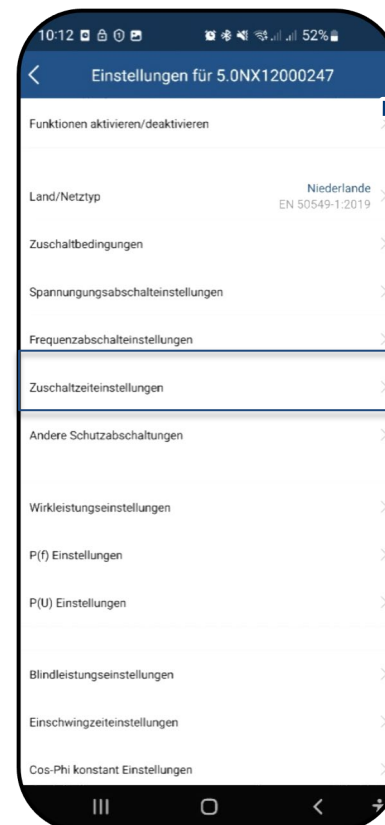 10:12 52%
Einstellungen für 5.0NX12000247
Funktionen aktivieren/deaktivieren
Land/Netztyp Niederlande
EN 50549-1:2019
Zuschaltbedingungen
Spannungungsabschalteinstellungen
Frequenzabschalteinstellungen
Zuschaltzeiteinstellungen
Andere Schutzabschaltungen
Wirkleistungseinstellungen
P(f) Einstellungen
P(U) Einstellungen
Blindleistungseinstellungen
Einschwingzeiteinstellungen
Cos-Phi konstant Einstellungen